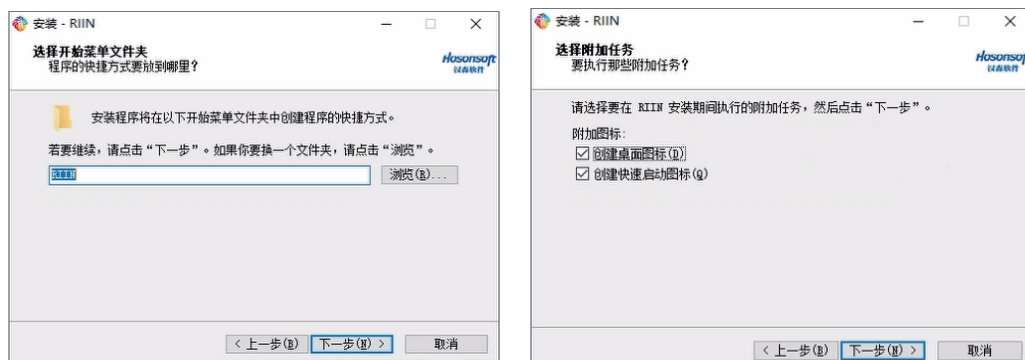 安装 - RIIN
选择开始菜单文件夹
程序的快捷方式要放到哪里？
Hosonsoft
汉森软件
安装程序将在以下开始菜单文件夹中创建程序的快捷方式。
若要继续，请点击“下一步”。如果你要换一个文件夹，请点击“浏览”。
RIIN
浏览(R)...
< 上一步(B)
下一步(N) >
取消
安装 - RIIN
选择附加任务
要执行那些附加任务？
Hosonsof
汉森软件
请选择要在 RIIN 安装期间执行的附加任务，然后点击“下一步”。
附加图标:
创建桌面图标(D)
创建快速启动图标(Q)
< 上一步(B)
下一步(N) >
取消